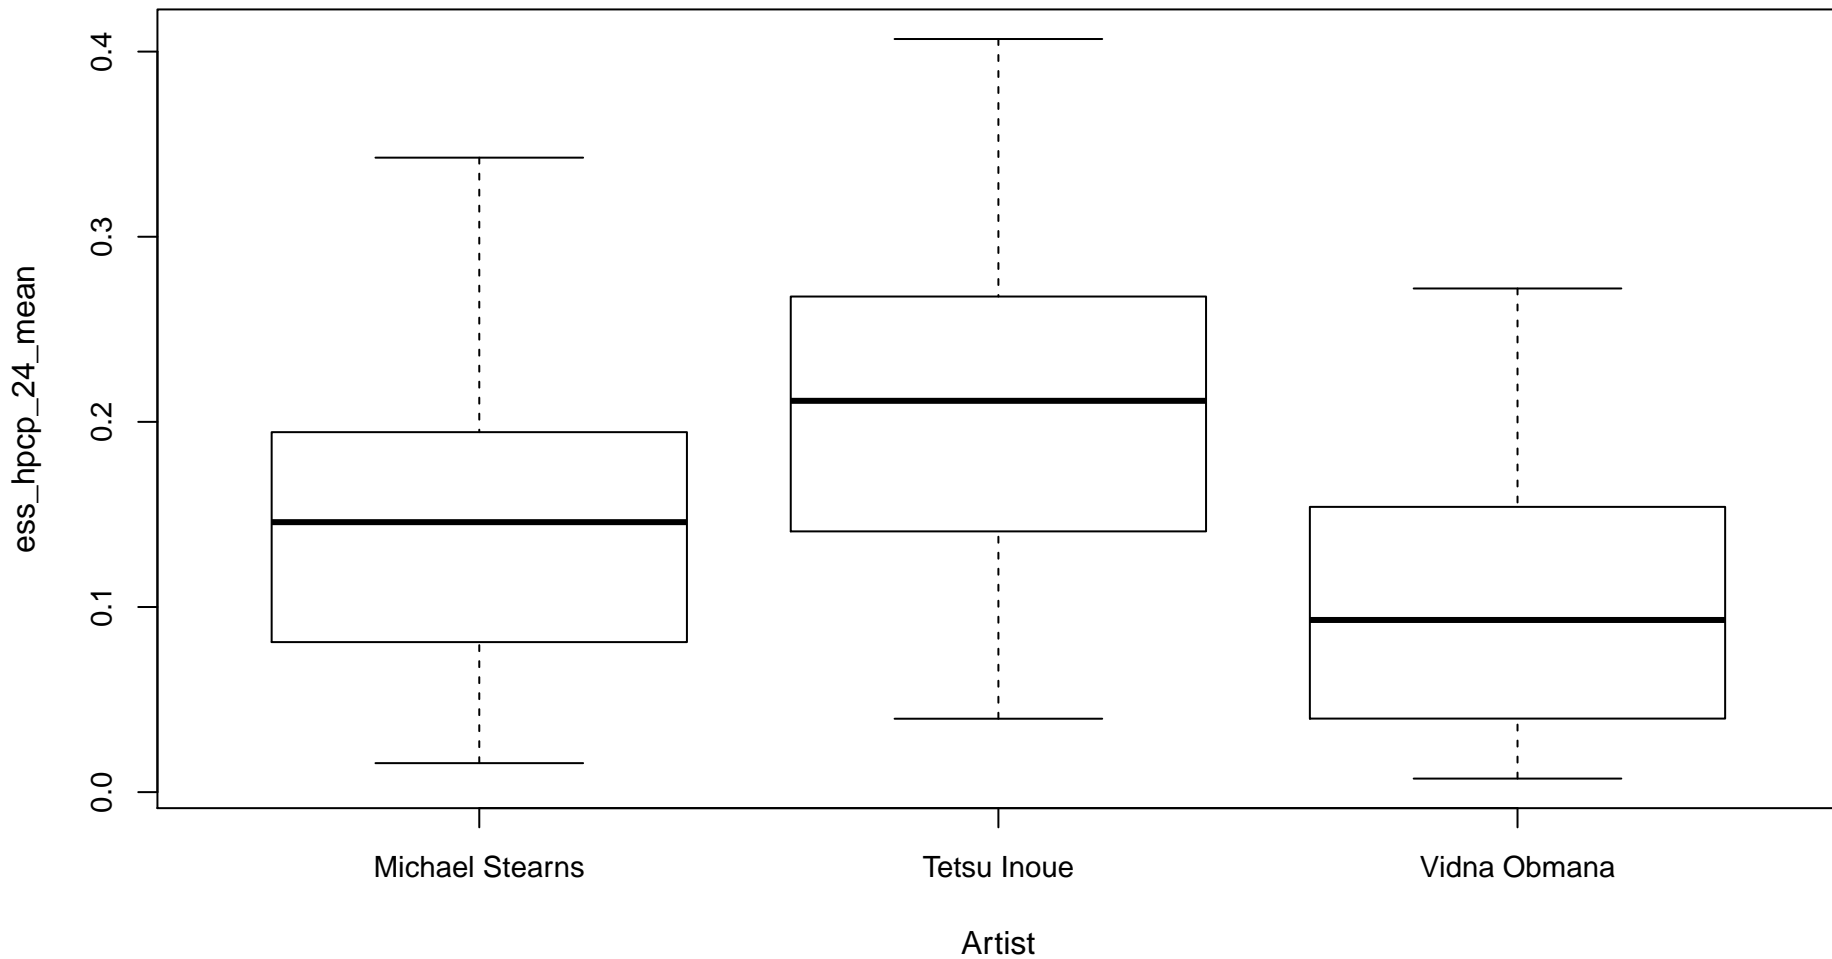 ess_hpcp_24_mean
0.4
0.3
0.2
0.1
0.0
Michael Stearns
Tetsu Inoue
Vidna Obmana
Artist